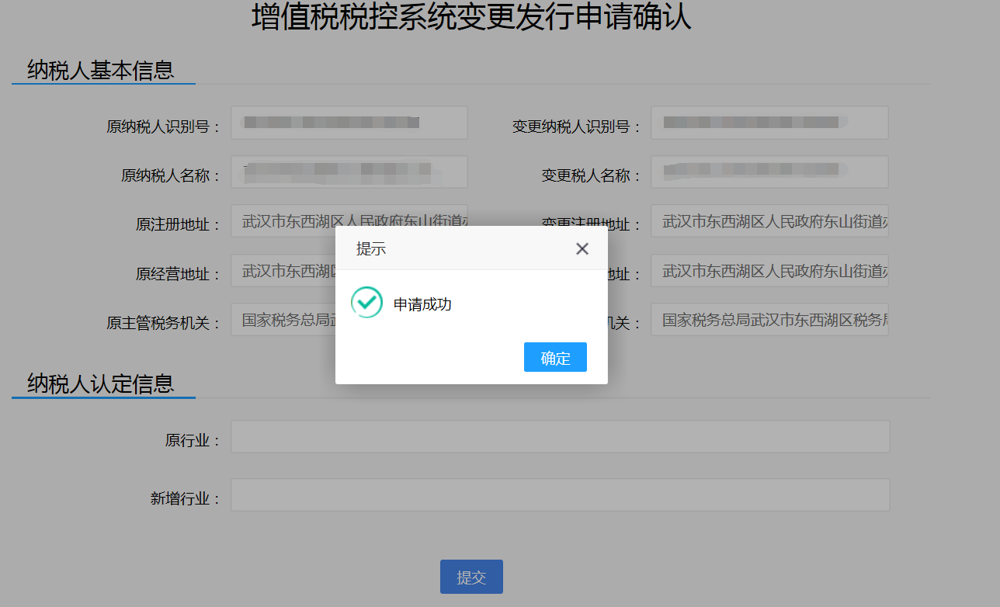 增值税税控系统变更发行申请确认
纳税人基本信息
原纳税人识别号：
变更纳税人识别号：
原纳税人名称：
变更税人名称：
原注册地址：
武汉市东西湖区人民政府东山街道
变更注册地址：
武汉市东西湖区人民政府东山街道
原经营地址：
武汉市东西湖
地址：
武汉市东西湖区人民政府东山街道
原主管税务机关：
国家税务总局
机关：
国家税务总局武汉市东西湖区税务
提示
申请成功
确定
纳税人认定信息
原行业：
新增行业：
提交